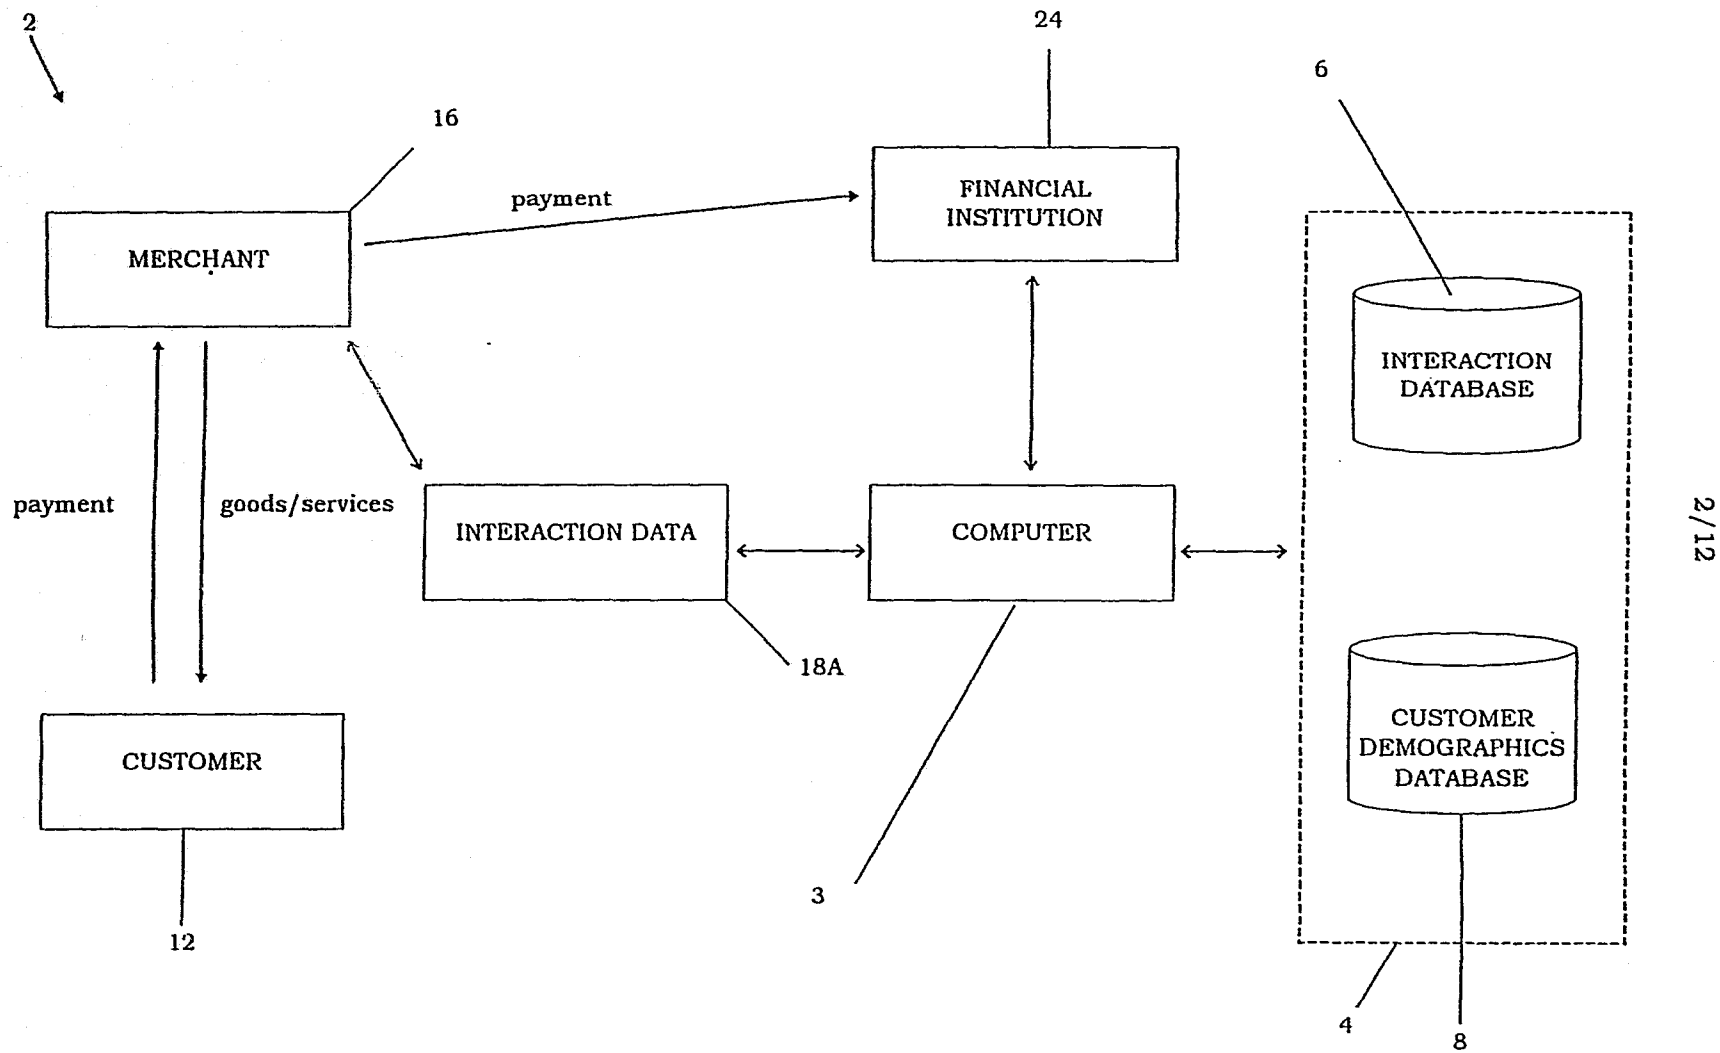 2
24
6
16
payment
FINANCIAL
INSTITUTION
MERCHANT
INTERACTION
DATABASE
payment
goods/services
INTERACTION DATA
COMPUTER
2/12
18A
CUSTOMER
CUSTOMER
DEMOGRAPHICS
DATABASE
3
12
4
8